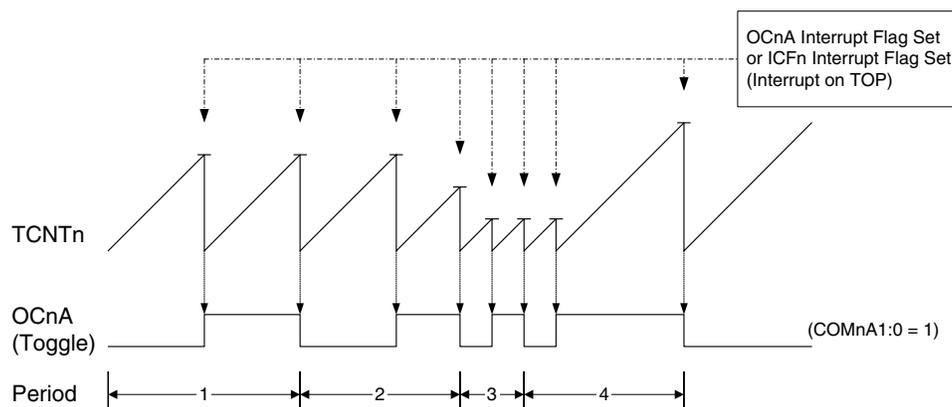 OCnA Interrupt Flag Set
or ICFn Interrupt Flag Set
(Interrupt on TOP)
TCNTn
OCnA
(Toggle)
(COMnA1:0 = 1)
Period
1
2
3
4